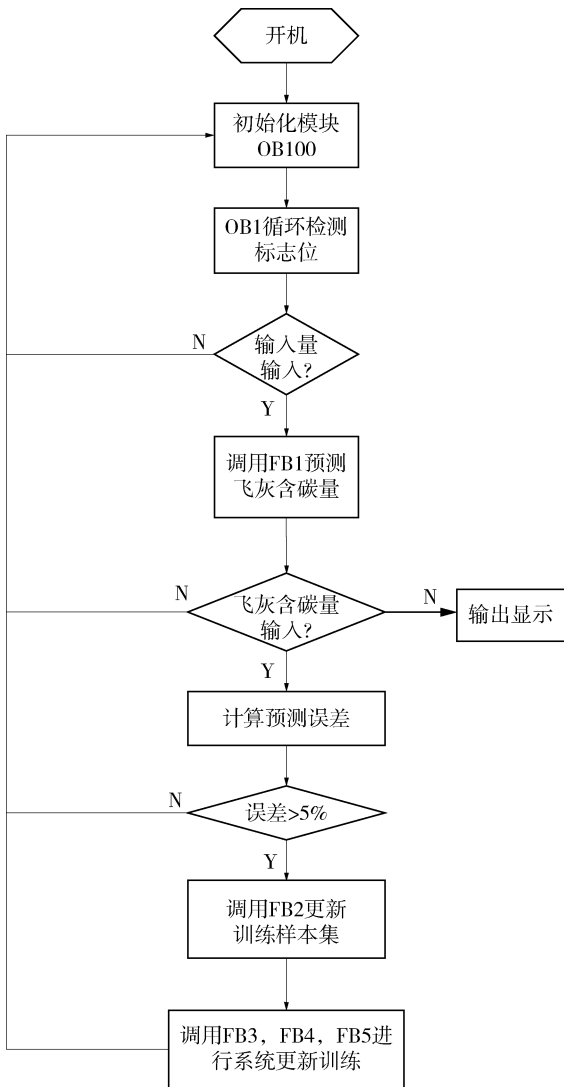 开机
初始化模块
OB100
OB1循环检测
标志位
N
输入量
输入?
Y
调用FB1预测
飞灰含碳量
N
飞灰含碳量
输入?
N
输出显示
Y
计算预测误差
N
误差>5%
Y
调用FB2更新
训练样本集
调用FB3，FB4，FB5进
行系统更新训练